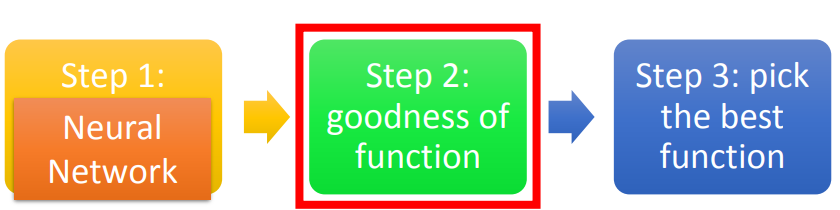 Step 1:
Neural
Network
Step 2:
goodness of
function
Step 3: pick
the best
function